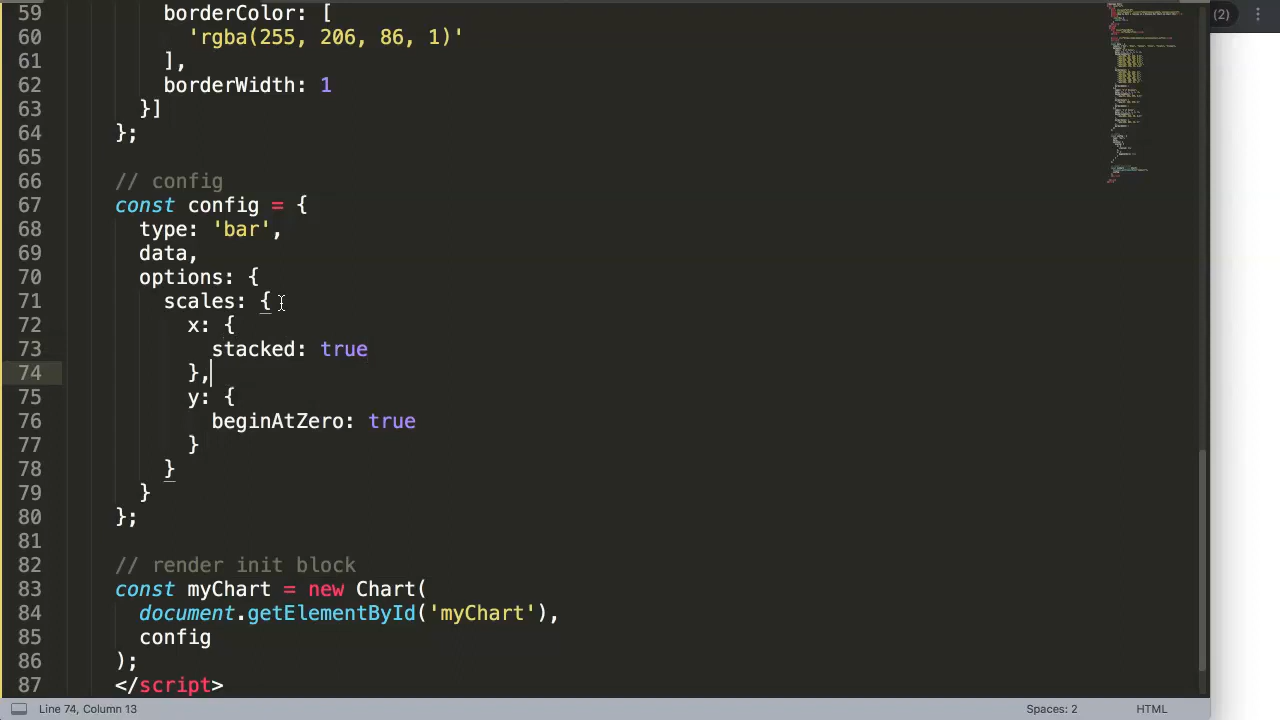 59 borderColor: [
60 'rgba(255, 206, 86, 1)'
61 ],
62 borderWidth: 1
63 }]
64 };
65
66 // config
67 const config = {
68 type: 'bar',
69 data,
70 options: {
71 scales: {
72 x: {
73 stacked: true
74 },
75 y: {
76 beginAtZero: true
77 }
78 }
79 }
80 };
81
82 // render init block
83 const myChart = new Chart(
84 document.getElementById('myChart'),
85 config
86 );
87 </script>
(2)
Line 74, Column 13
Spaces: 2
HTML